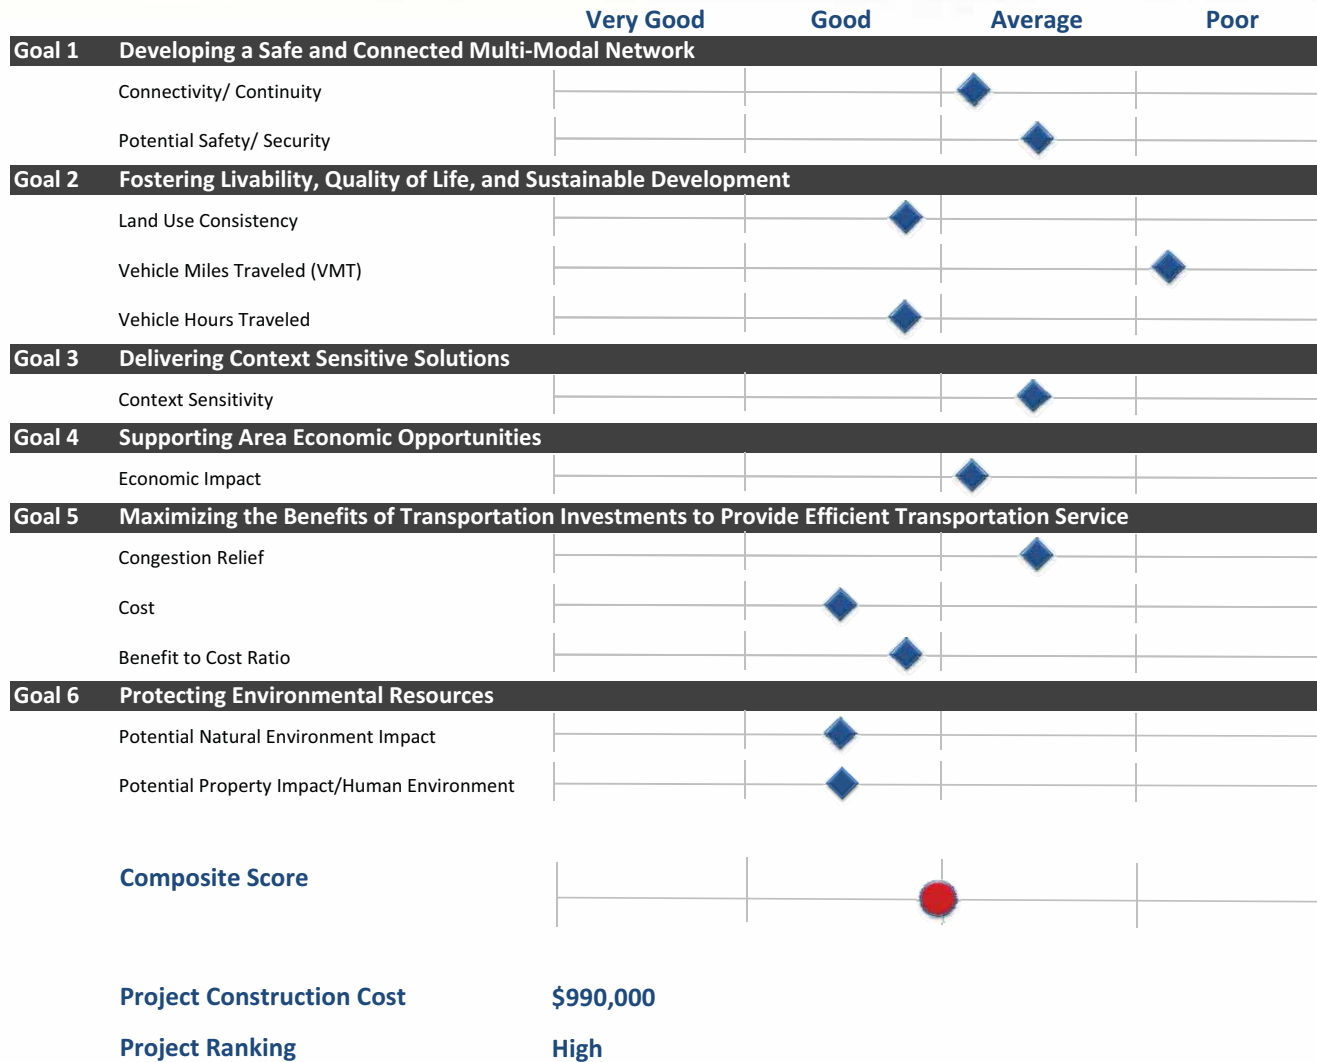 Very Good Good Average Poor
Goal 1 Developing a Safe and Connected Multi-Modal Network
Connectivity/ Continuity
Potential Safety/ Security
Goal 2 Fostering Livability, Quality of Life, and Sustainable Development
Land Use Consistency
Vehicle Miles Traveled (VMT)
Vehicle Hours Traveled
Goal 3 Delivering Context Sensitive Solutions
Context Sensitivity
Goal 4 Supporting Area Economic Opportunities
Economic Impact
Goal 5 Maximizing the Benefits of Transportation Investments to Provide Efficient Transportation Service
Congestion Relief
Cost
Benefit to Cost Ratio
Goal 6 Protecting Environmental Resources
Potential Natural Environment Impact
Potential Property Impact/Human Environment
Composite Score
Project Construction Cost $990,000
Project Ranking High